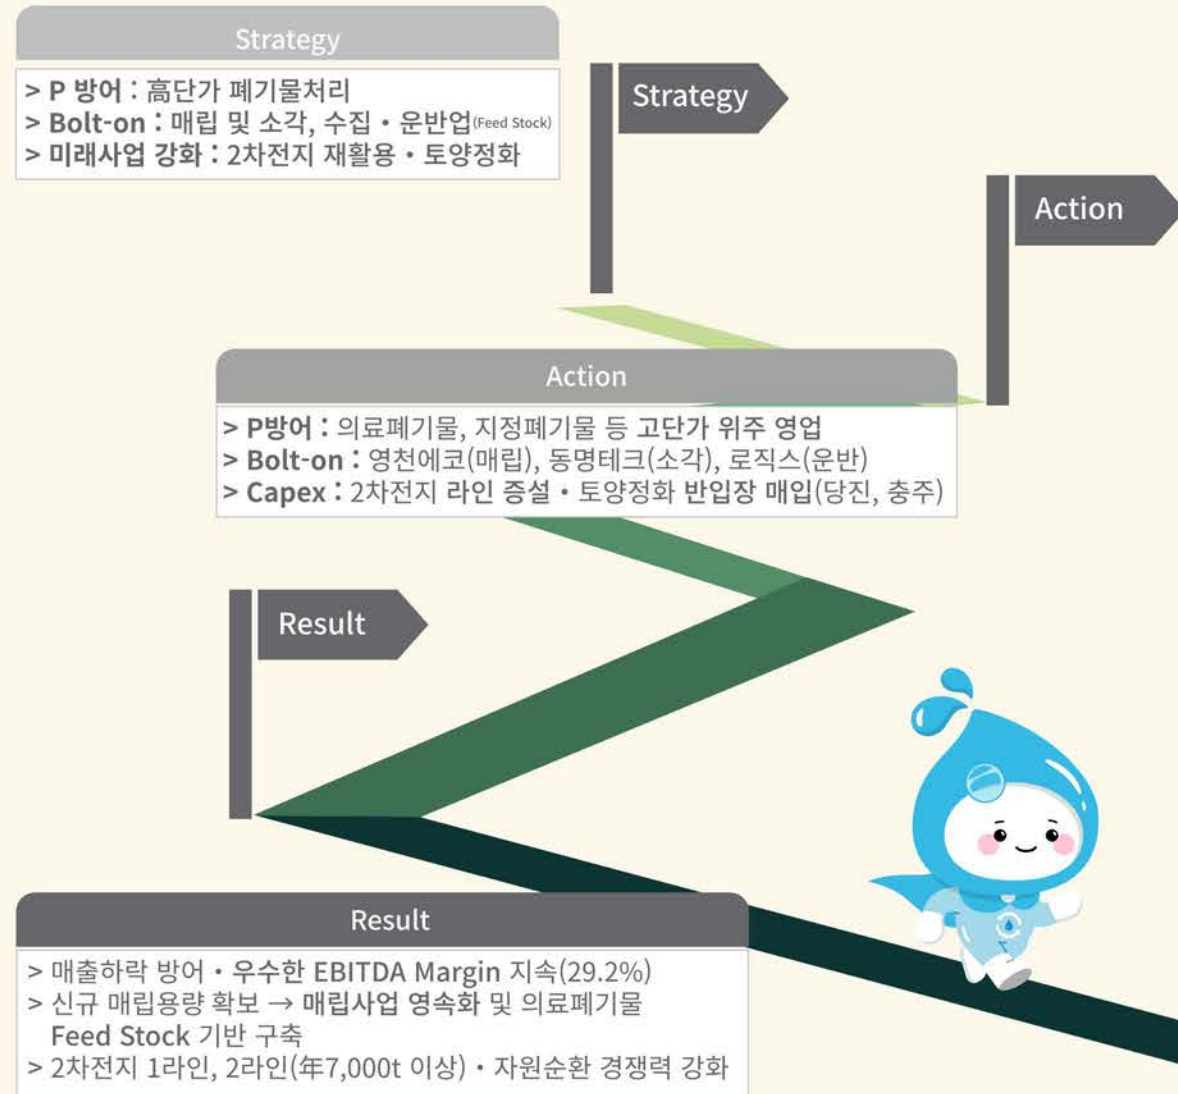 Strategy
> P 방어 : 高단가 폐기물처리
> Bolt-on : 매립 및 소각, 수집 • 운반업(Feed Stock)
> 미래사업 강화 : 2차전지 재활용 • 토양정화
Strategy
Action
Action
> P방어 : 의료폐기물, 지정폐기물 등 고단가 위주 영업
> Bolt-on : 영천에코(매립), 동명테크(소각), 로직스(운반)
> Capex : 2차전지 라인 증설 • 토양정화 반입장 매입(당진, 충주)
Result
Result
> 매출하락 방어 • 우수한 EBITDA Margin 지속(29.2%)
> 신규 매립용량 확보 → 매립사업 영속화 및 의료폐기물
Feed Stock 기반 구축
> 2차전지 1라인, 2라인(年7,000t 이상) • 자원순환 경쟁력 강화